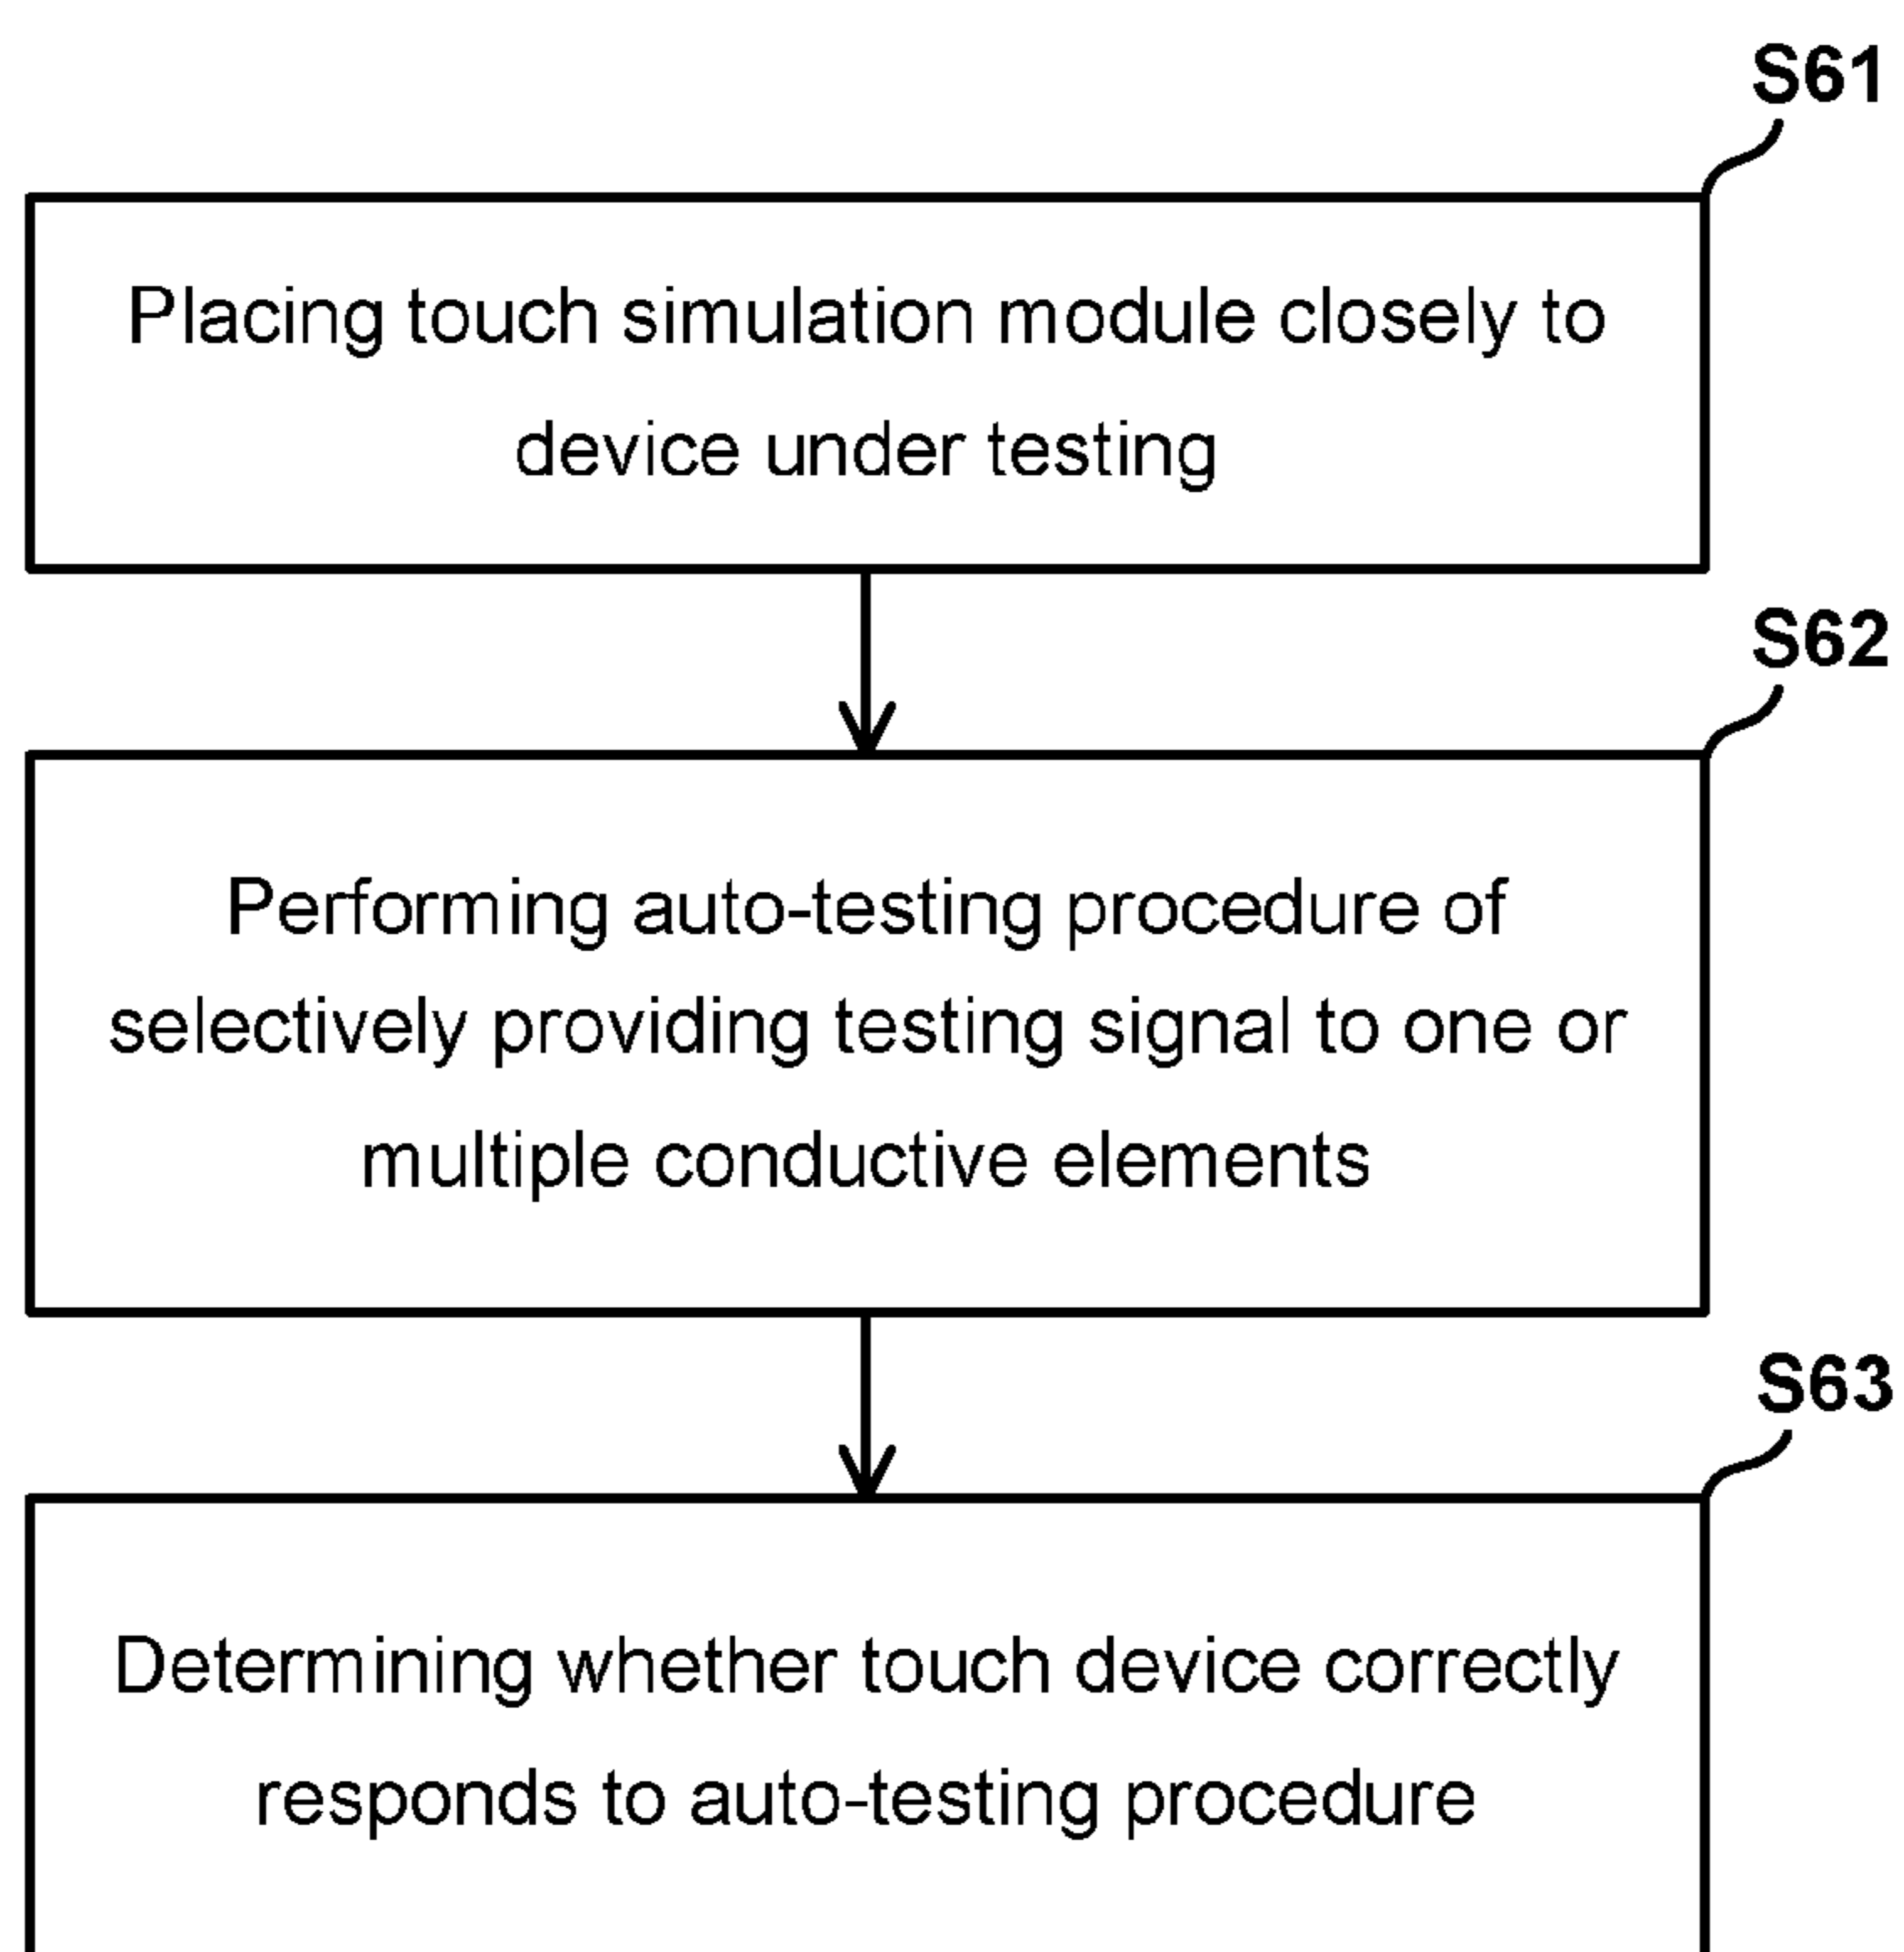 S61
Placing touch simulation module closely to
device under testing
S62
Performing auto-testing procedure of
selectively providing testing signal to one or
multiple conductive elements
S63
Determining whether touch device correctly
responds to auto-testing procedure